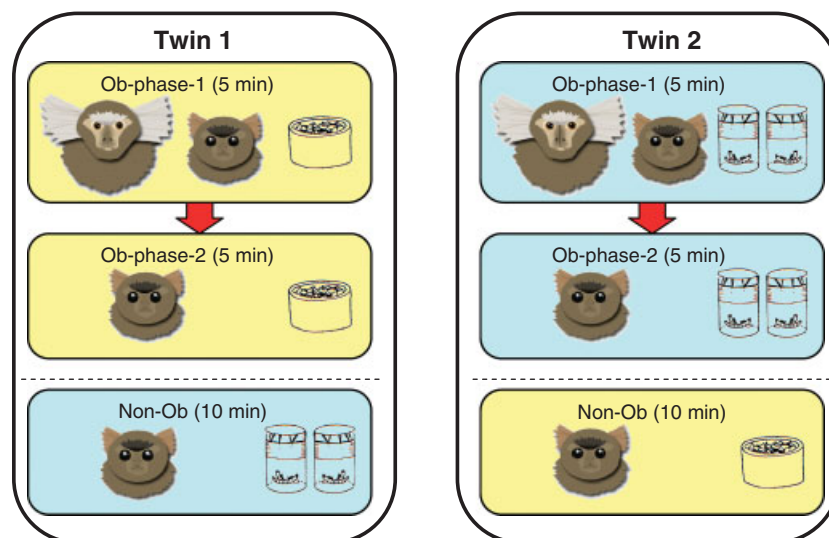 Twin 1
Ob-phase-1 (5 min)
Ob-phase-2 (5 min)
Non-Ob (10 min)
Twin 2
Ob-phase-1 (5 min)
Ob-phase-2 (5 min)
Non-Ob (10 min)